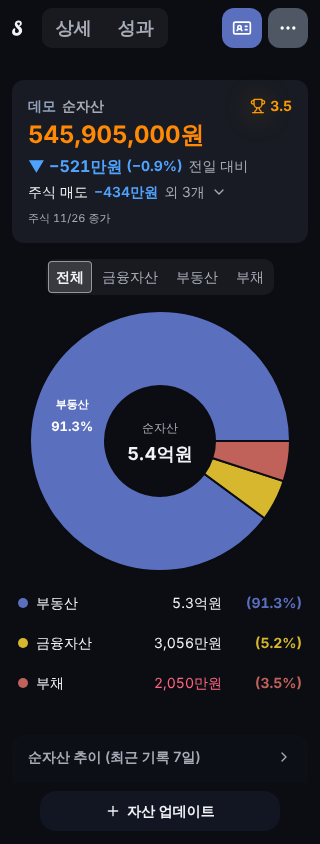 상세 성과
데모 순자산
3.5
545,905,000원
▼ −521만원 (−0.9%) 전일 대비
주식 매도 −434만원 외 3개
주식 11/26 종가
전체 금융자산 부동산 부채
부동산
91.3%
순자산
5.4억원
부동산 5.3억원 (91.3%)
금융자산 3,056만원 (5.2%)
부채 2,050만원 (3.5%)
순자산 추이 (최근 기록 7일)
+ 자산 업데이트